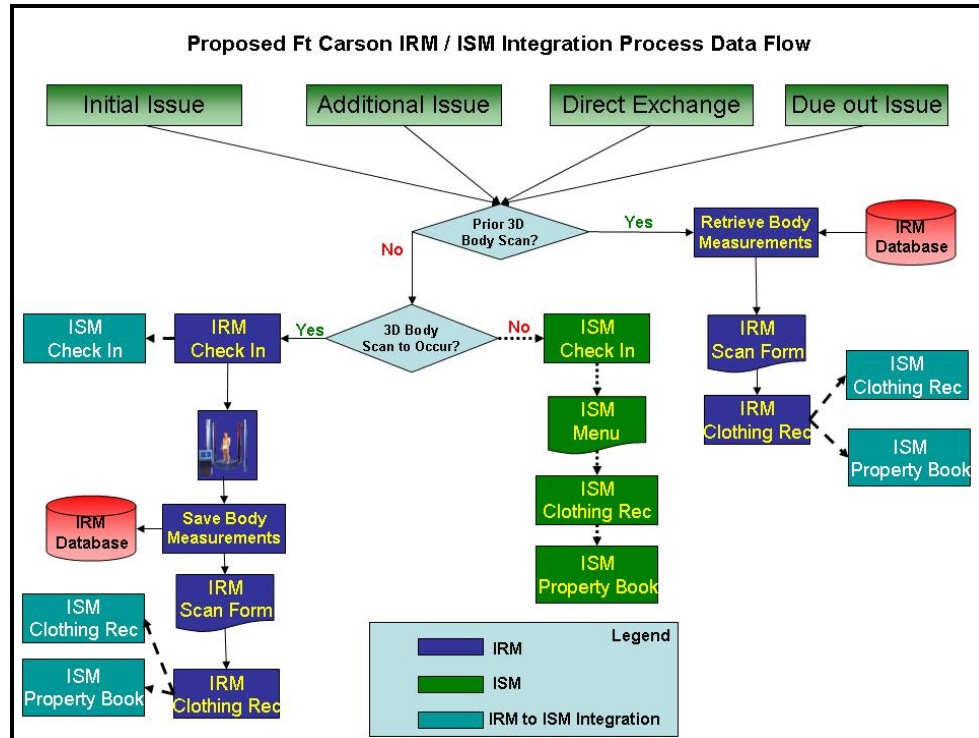 Proposed Ft Carson IRM / ISM Integration Process Data Flow
Initial Issue
Additional Issue
Direct Exchange
Due out Issue
Prior 3D
Body Scan?
Yes
Retrieve Body
Measurements
IRM
Database
No
3D Body
Scan to Occur?
Yes
IRM
Check In
ISM
Check In
No
ISM
Check In
IRM
Scan Form
ISM
Menu
IRM
Clothing Rec
ISM
Clothing Rec
ISM
Property Book
ISM
Clothing Rec
ISM
Property Book
Save Body
Measurements
IRM
Database
IRM
Scan Form
ISM
Clothing Rec
ISM
Property Book
IRM
Clothing Rec
Legend
IRM
ISM
IRM to ISM Integration